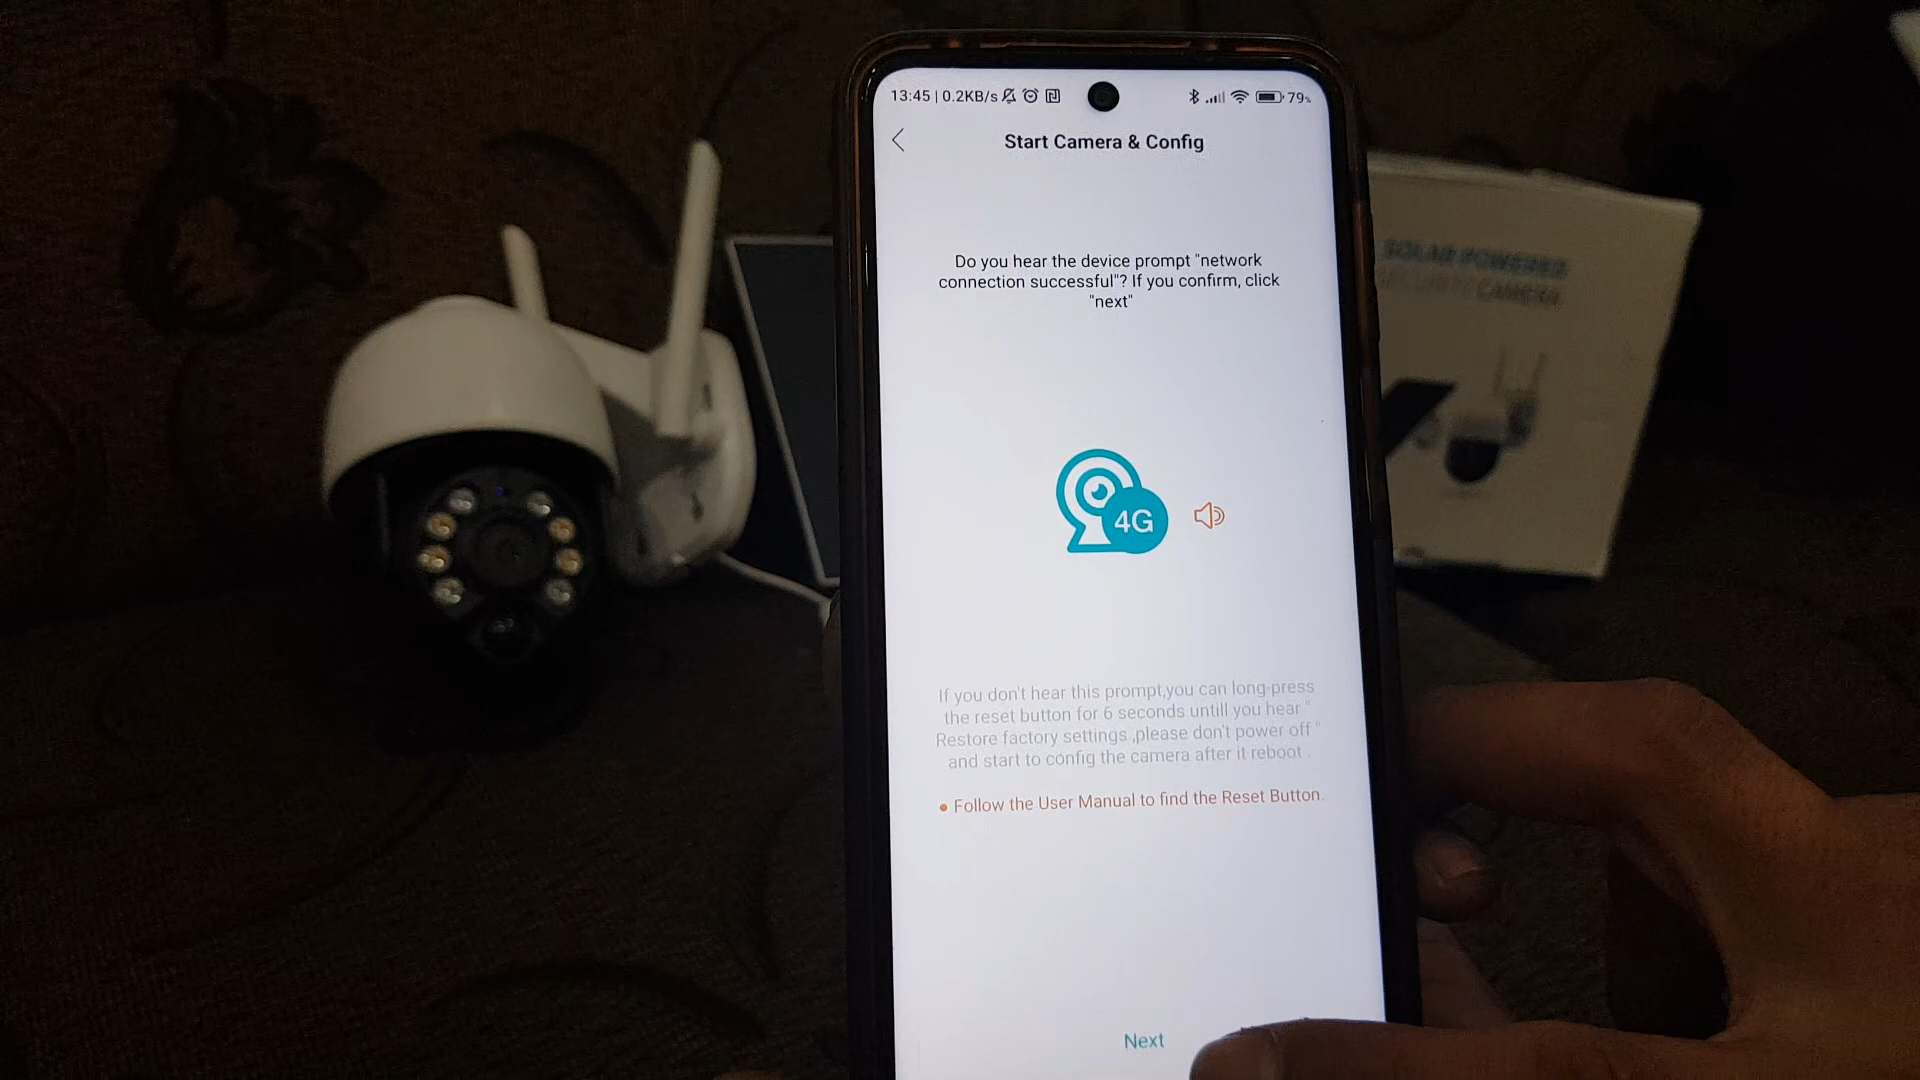 13:45 | 0.2KB/s
79%
Start Camera & Config
Do you hear the device prompt "network
connection successful"? If you confirm, click
"next"
4G
If you don't hear this prompt,you can long-press
the reset button for 6 seconds untill you hear "
Restore factory settings ,please don't power off "
and start to config the camera after it reboot .
• Follow the User Manual to find the Reset Button.
Next
SOLAR POWERED
SECURITY CAMERA